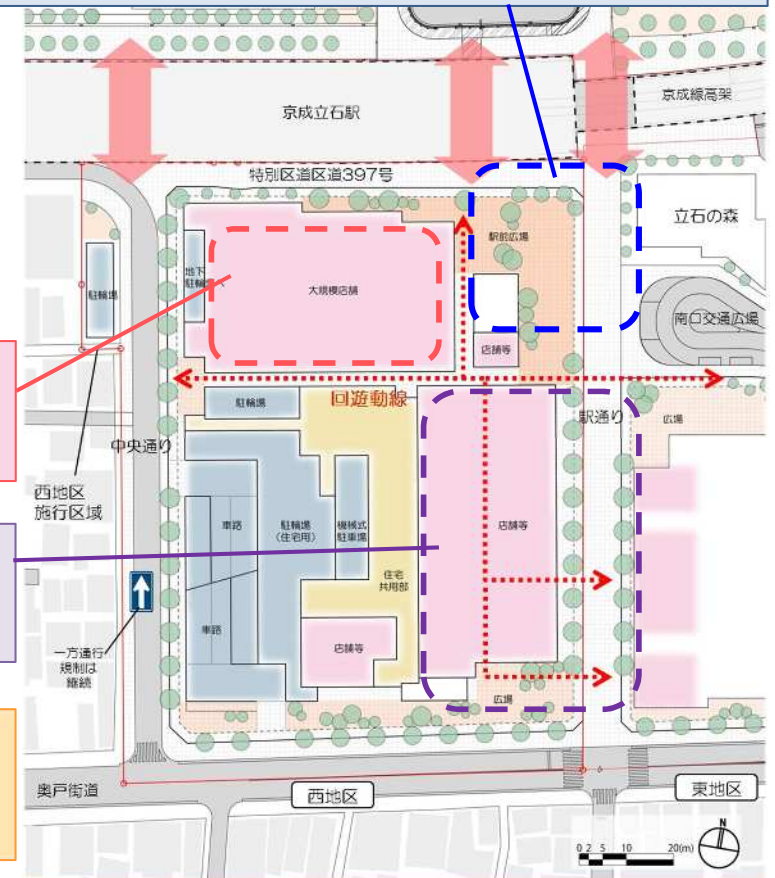 京成立石駅
京成線高架
特別区道区道397号
立石の森
駅前広場
地下
駐輪場
大規模店舗
駐輪場
南口交通広場
店舗等
回遊動線
駐輪場
駅通り
広場
中央通り
西地区
施行区域
車路
駐輪場
(住宅用)
機械式
駐車場
店舗等
住宅
共用部
車路
店舗等
一方通行
規制は
継続
広場
奥戸街道
西地区
東地区
N
0 2 5 10 20(m)